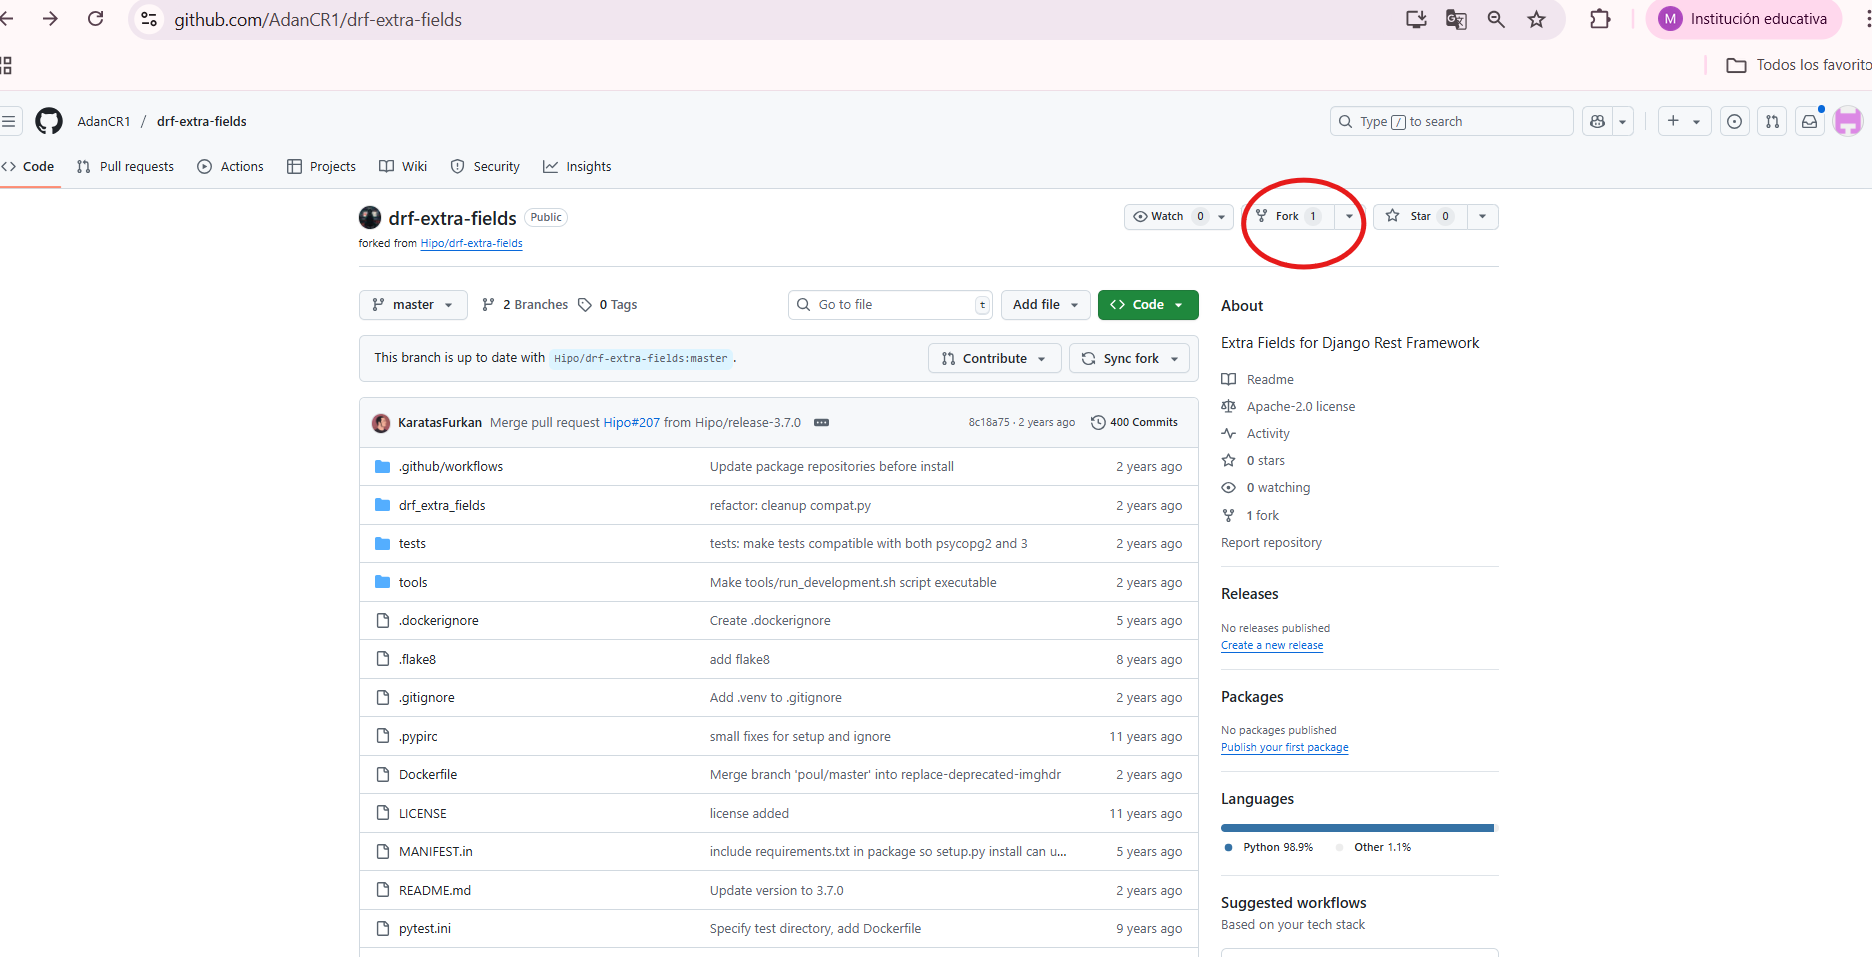 github.com/AdanCR1/drf-extra-fields
M Institución educativa
Todos los favorito
AdanCR1 / drf-extra-fields
Type / to search
Code Pull requests Actions Projects Wiki Security Insights
drf-extra-fields Public
Watch 0 Fork 1 Star 0
forked from Hipo/drf-extra-fields
master 2 Branches 0 Tags Go to file t Add file Code
This branch is up to date with Hipo/drf-extra-fields:master .
Contribute Sync fork
KaratasFurkan Merge pull request Hipo#207 from Hipo/release-3.7.0 8c18a75 · 2 years ago 400 Commits
.github/workflows Update package repositories before install 2 years ago
drf_extra_fields refactor: cleanup compat.py 2 years ago
tests tests: make tests compatible with both psycopg2 and 3 2 years ago
tools Make tools/run_development.sh script executable 2 years ago
.dockerignore Create .dockerignore 5 years ago
.flake8 add flake8 8 years ago
.gitignore Add .venv to .gitignore 2 years ago
.pypirc small fixes for setup and ignore 11 years ago
Dockerfile Merge branch 'poul/master' into replace-deprecated-imghdr 2 years ago
LICENSE license added 11 years ago
MANIFEST.in include requirements.txt in package so setup.py install can u... 5 years ago
README.md Update version to 3.7.0 2 years ago
pytest.ini Specify test directory, add Dockerfile 9 years ago
About
Extra Fields for Django Rest Framework
Readme
Apache-2.0 license
Activity
0 stars
0 watching
1 fork
Report repository
Releases
No releases published
Create a new release
Packages
No packages published
Publish your first package
Languages
Python 98.9% Other 1.1%
Suggested workflows
Based on your tech stack